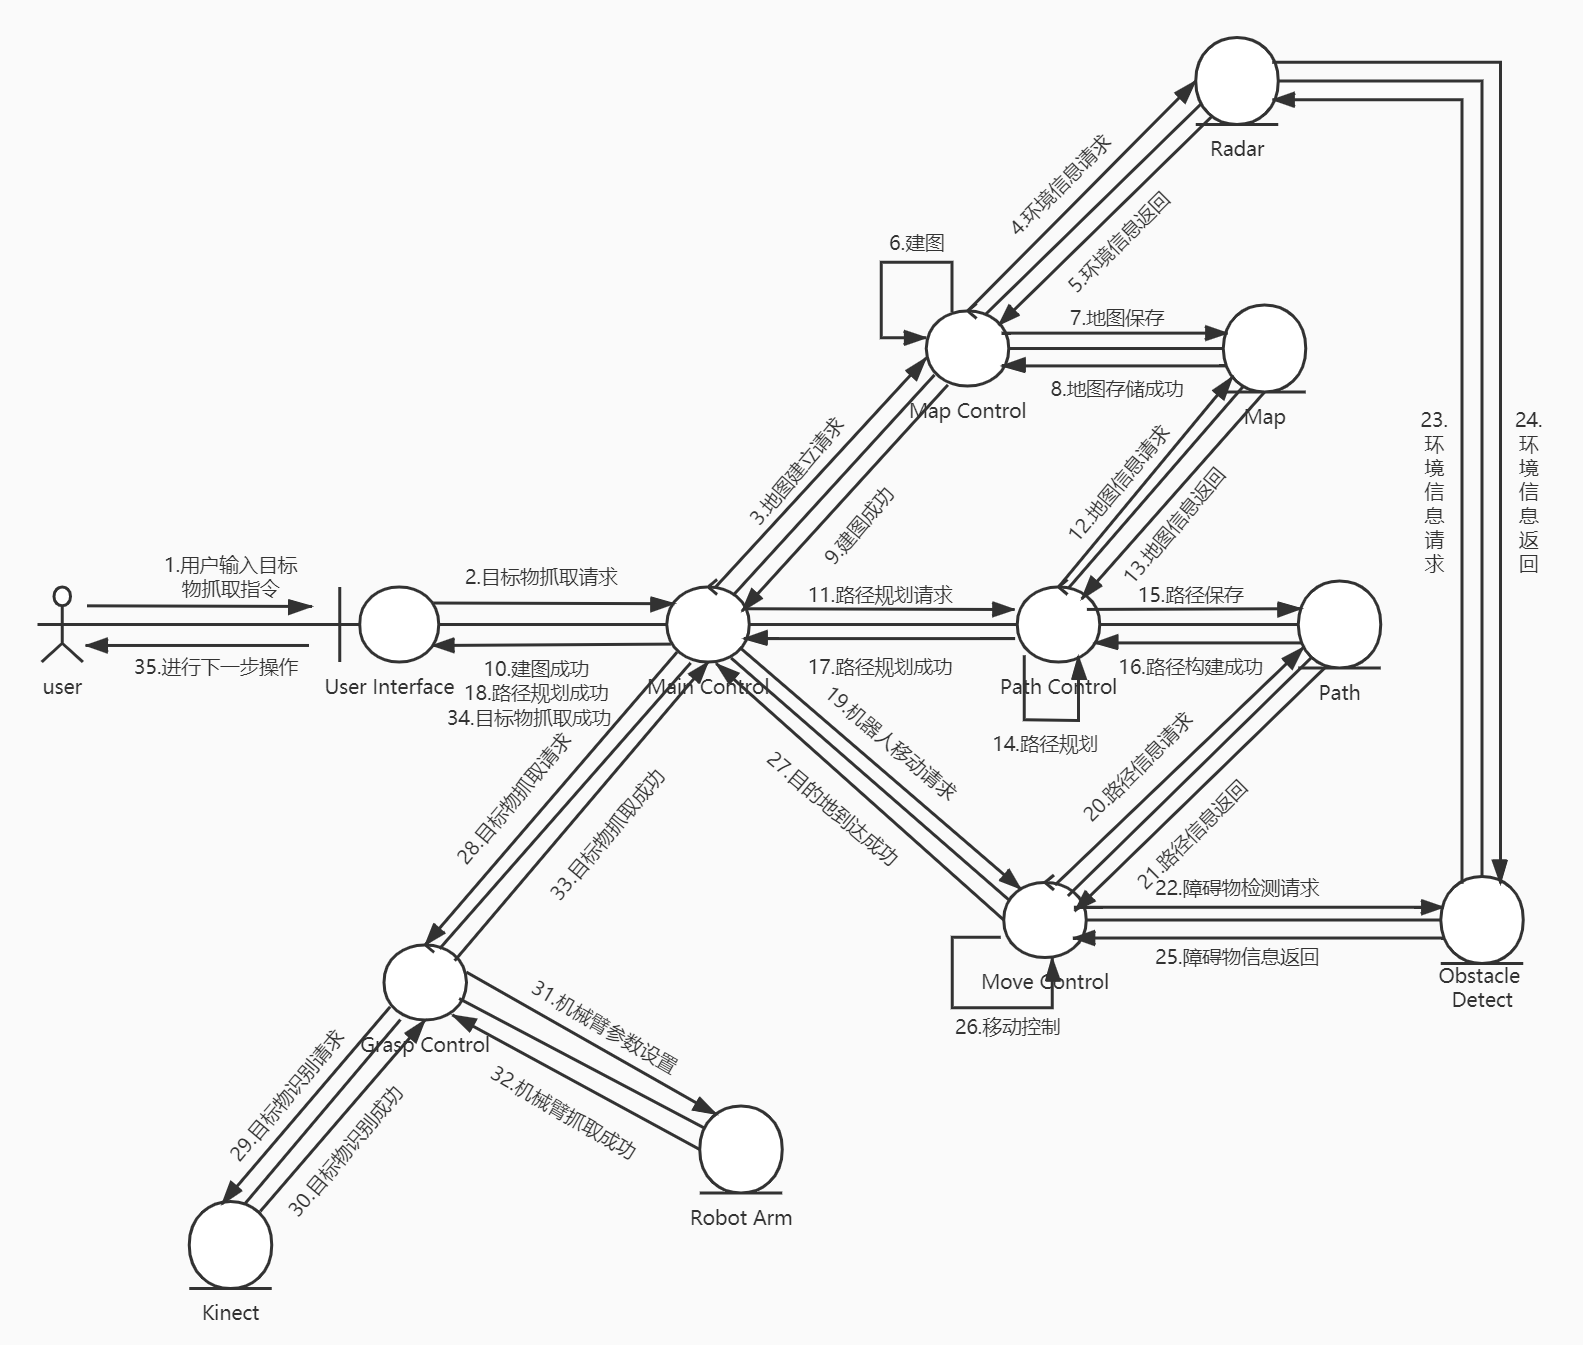 Radar
4.环境信息请求
5.环境信息返回
6.建图
7.地图保存
8.地图存储成功
Map Control
Map
3.地图建立请求
9.建图成功
12.地图信息请求
13.地图信息返回
23.
环
境
信
息
请
求
24.
环
境
信
息
返
回
1.用户输入目标
物抓取指令
2.目标物抓取请求
11.路径规划请求
15.路径保存
35.进行下一步操作
10.建图成功
18.路径规划成功
34.目标物抓取成功
17.路径规划成功
16.路径构建成功
user
User Interface
Main Control
Path Control
Path
14.路径规划
19.机器人移动请求
27.目的地到达成功
20.路径信息请求
21.路径信息返回
28.目标物抓取请求
33.目标物抓取成功
22.障碍物检测请求
25.障碍物信息返回
Move Control
26.移动控制
Obstacle
Detect
Grasp Control
31.机械臂参数设置
32.机械臂抓取成功
29.目标物识别请求
30.目标物识别成功
Robot Arm
Kinect